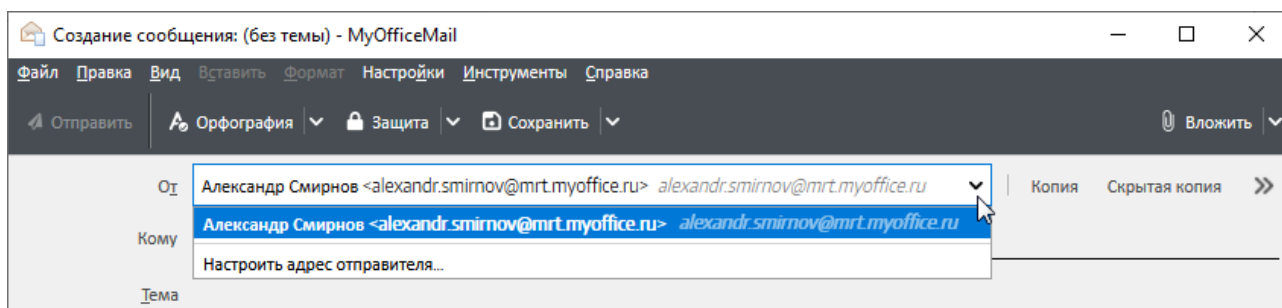 Создание сообщения: (без темы) - MyOfficeMail
Файл Правка Вид Вставить Формат Настройки Инструменты Справка
Отправить Орфография Защита Сохранить Вложить
От Александр Смирнов <alexandr.smirnov@mrt.myoffice.ru> alexandr.smirnov@mrt.myoffice.ru Копия Скрытая копия
Александр Смирнов <alexandr.smirnov@mrt.myoffice.ru> alexandr.smirnov@mrt.myoffice.ru
Кому
Настроить адрес отправителя...
Тема